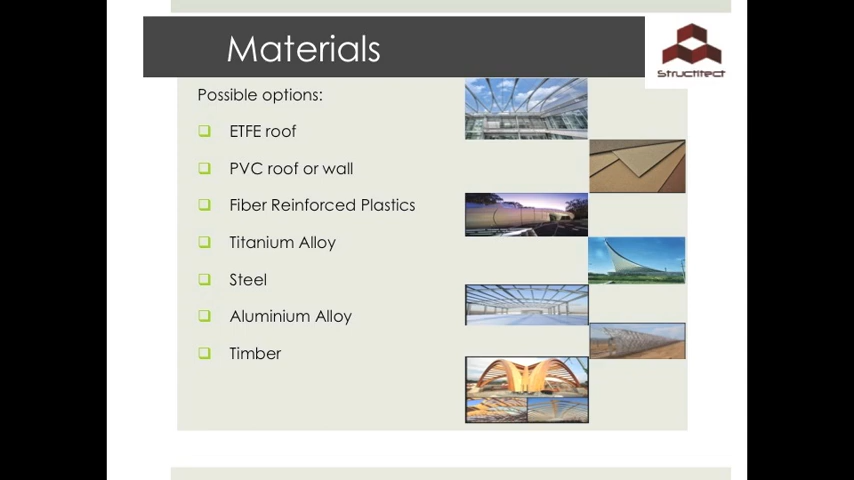 Materials
Structitect
Possible options:
ETFE roof
PVC roof or wall
Fiber Reinforced Plastics
Titanium Alloy
Steel
Aluminium Alloy
Timber